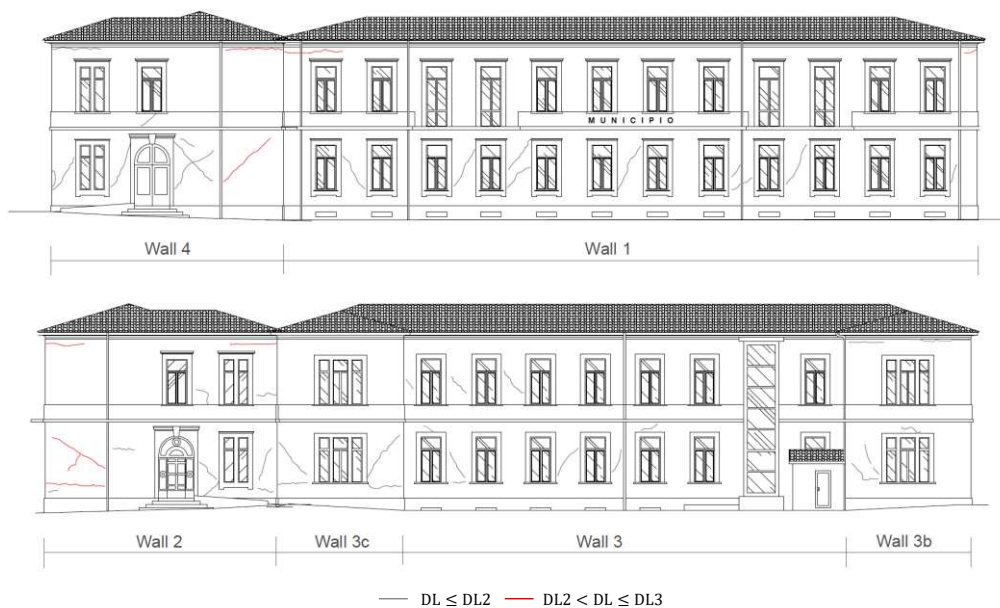 MUNICIPIO
Wall 4 Wall 1
Wall 2 Wall 3c Wall 3 Wall 3b
DL ≤ DL2 DL2 < DL ≤ DL3